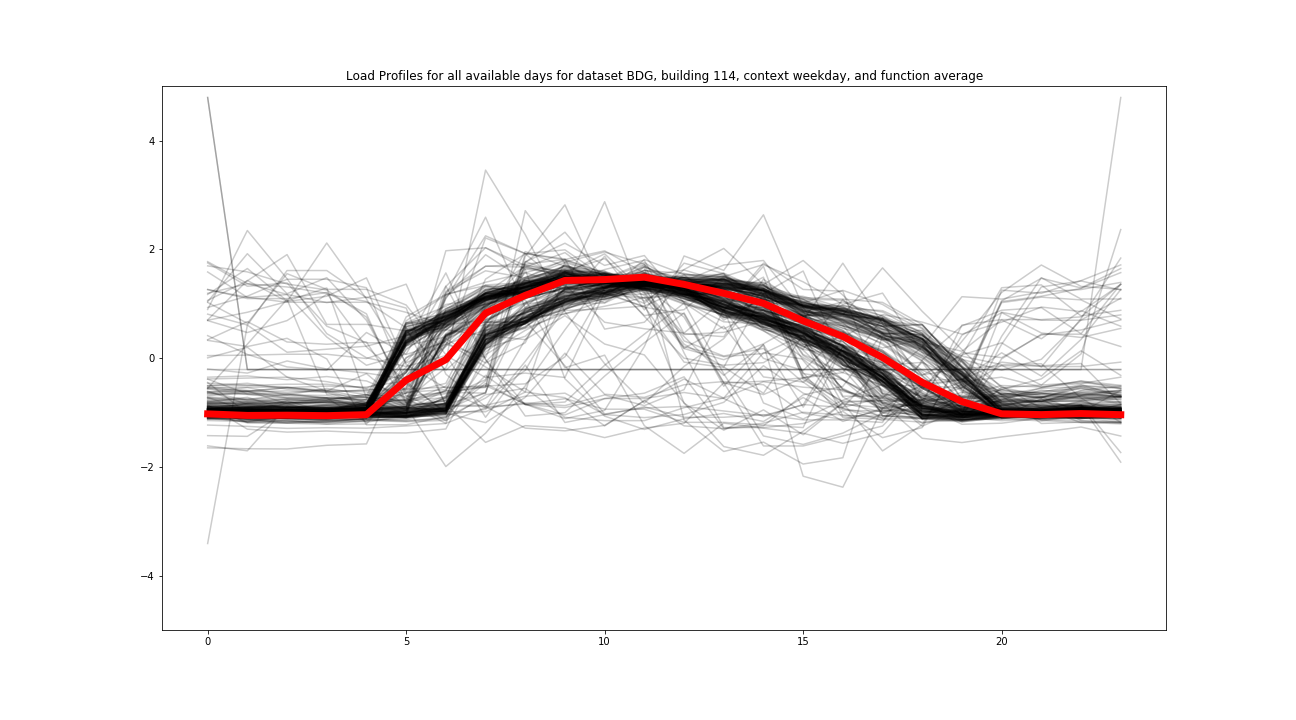 Load Profiles for all available days for dataset BDG, building 114, context weekday, and function average
4
2
0
−2
−4
0 5 10 15 20